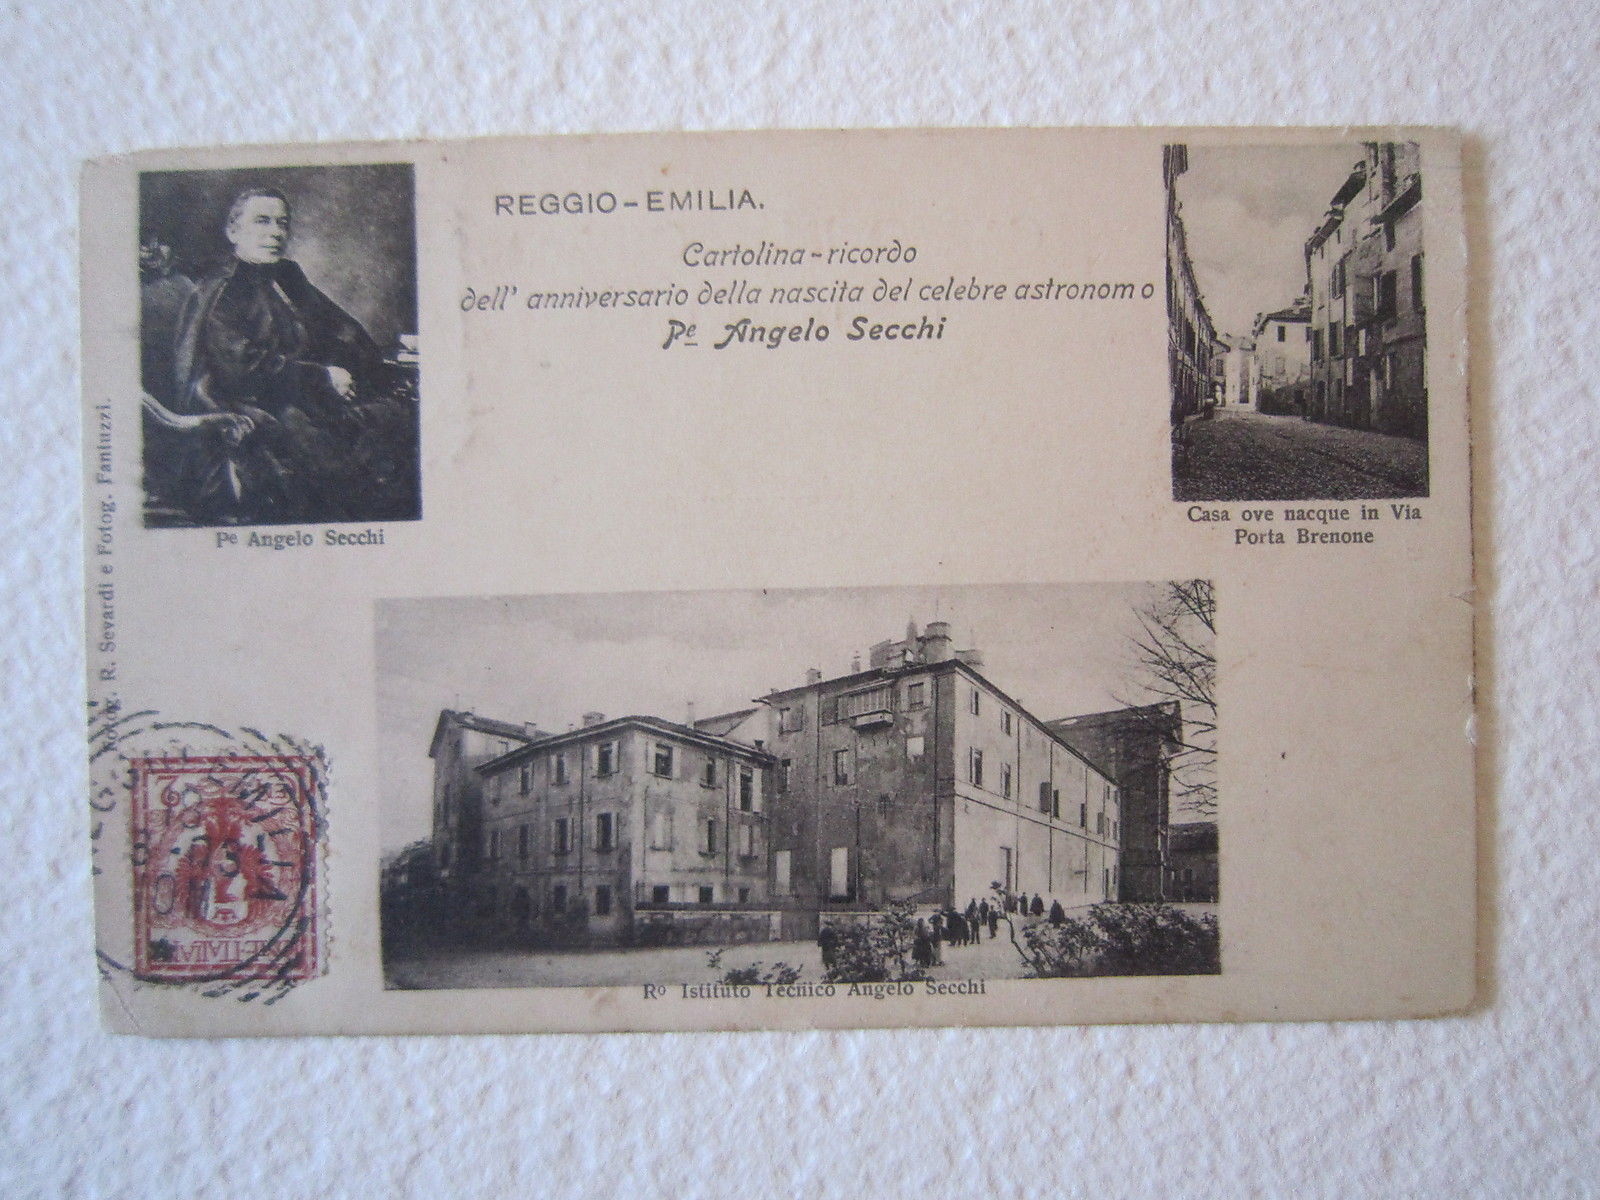 REGGIO-EMILIA.
Cartolina-ricordo
dell' anniversario della nascita del celebre astronomo
Pe Angelo Secchi
Pe Angelo Secchi
Casa ove nacque in Via
Porta Brenone
Fotog. R. Sevardi e Fotog. Fantuzzi.
Ro Istituto Tecnico Angelo Secchi